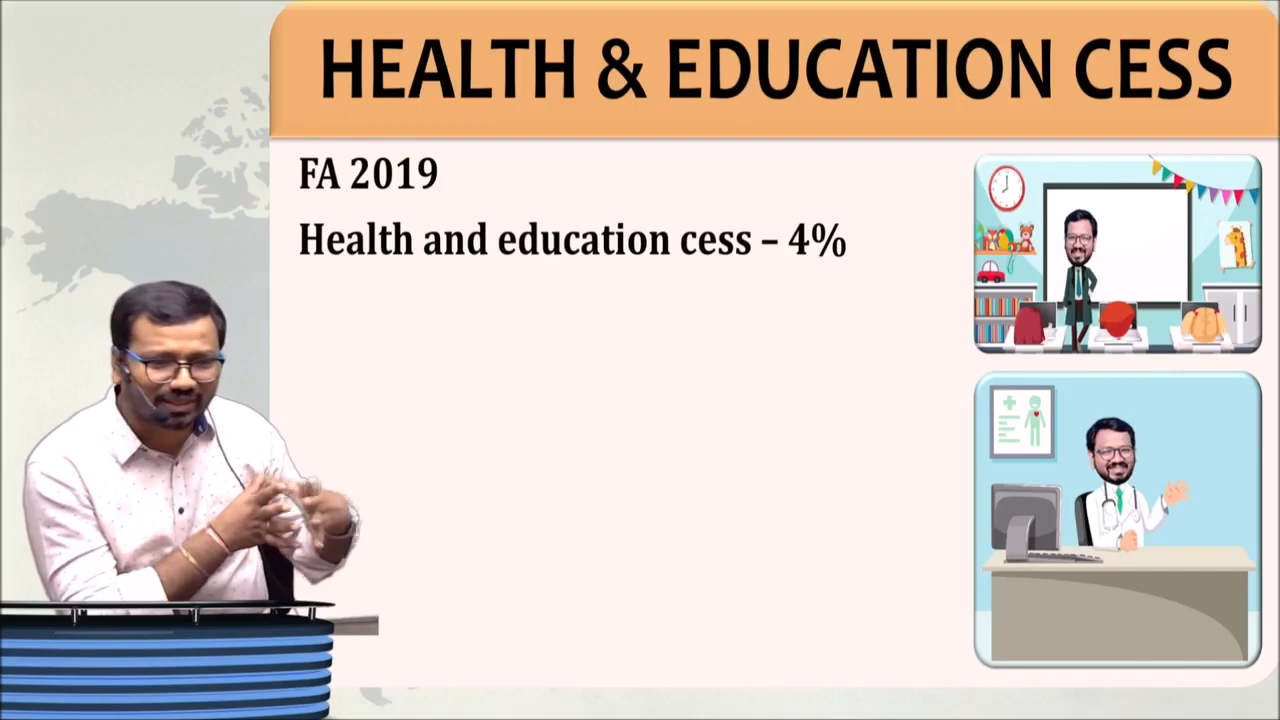 HEALTH & EDUCATION CESS
FA 2019
Health and education cess – 4%